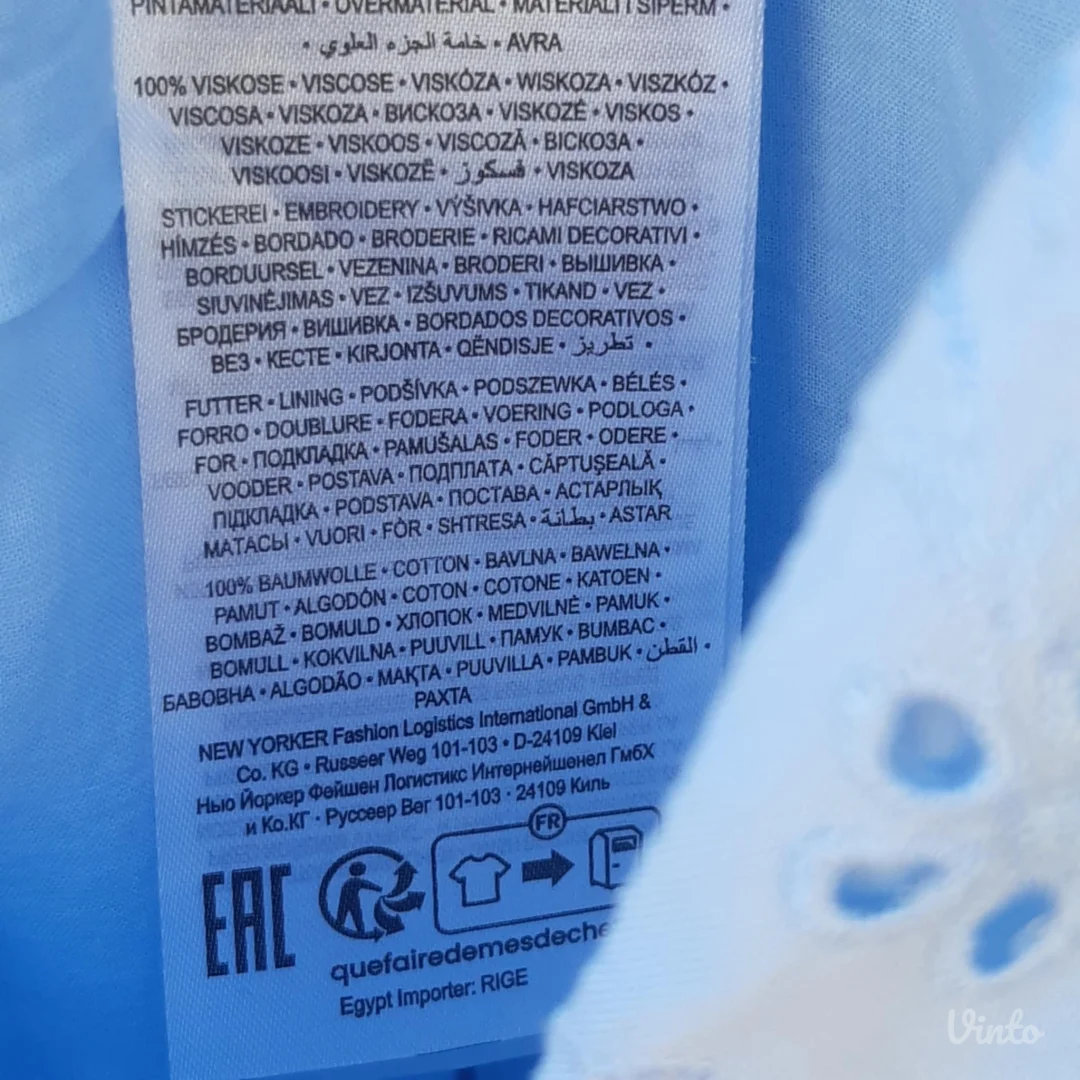 PINTAMATERIAALI • OVERMATERIAL • MATERIALI I SIPËRM •
• خامة الجزء العلوي • AVRA
100% VISKOSE • VISCOSE • VISKÓZA • WISKOZA • VISZKÓZ •
VISCOSA • VISKOZA • ВИСКОЗА • VISKOZĖ • VISKOS •
VISKOZE • VISKOOS • VISCOZĂ • ВІСКОЗА •
VISKOOSI • VISKOZË • فسكوز • VISKOZA
STICKEREI • EMBROIDERY • VÝŠIVKA • HAFCIARSTWO •
HÍMZÉS • BORDADO • BRODERIE • RICAMI DECORATIVI •
BORDUURSEL • VEZENINA • BRODERI • ВЫШИВКА •
SIUVINĖJIMAS • VEZ • IZŠUVUMS • TIKAND • VEZ •
БРОДЕРИЯ • ВИШИВКА • BORDADOS DECORATIVOS •
ВЕЗ • КЕСТЕ • KIRJONTA • QËNDISJE • تطريز •
FUTTER • LINING • PODŠÍVKA • PODSZEWKA • BÉLÉS •
FORRO • DOUBLURE • FODERA • VOERING • PODLOGA •
FOR • ПОДКЛАДКА • PAMUŠALAS • FODER • ODERE •
VOODER • POSTAVA • ПОДПЛАТА • CĂPTUŞEALĂ •
ПІДКЛАДКА • PODSTAVA • ПОСТАВА • АСТАРЛЫҚ
МАТАСЫ • VUORI • FÒR • SHTRESA • بطانة • ASTAR
100% BAUMWOLLE • COTTON • BAVLNA • BAWEŁNA •
PAMUT • ALGODÓN • COTON • COTONE • KATOEN •
BOMBAŽ • BOMULD • ХЛОПОК • MEDVILNĖ • PAMUK •
BOMULL • KOKVILNA • PUUVILL • ПАМУК • BUMBAC •
БАВОВНА • ALGODÃO • МАҚТА • PUUVILLA • PAMBUK • القطن •
PAXTA
NEW YORKER Fashion Logistics International GmbH &
Co. KG • Russeer Weg 101-103 • D-24109 Kiel
Нью Йоркер Фейшен Логистикс Интернейшенел ГмбХ
и Ко.КГ · Руссеер Вег 101-103 · 24109 Киль
FR
EAC
quefairedemesdeche
Egypt Importer: RIGE
Vinto